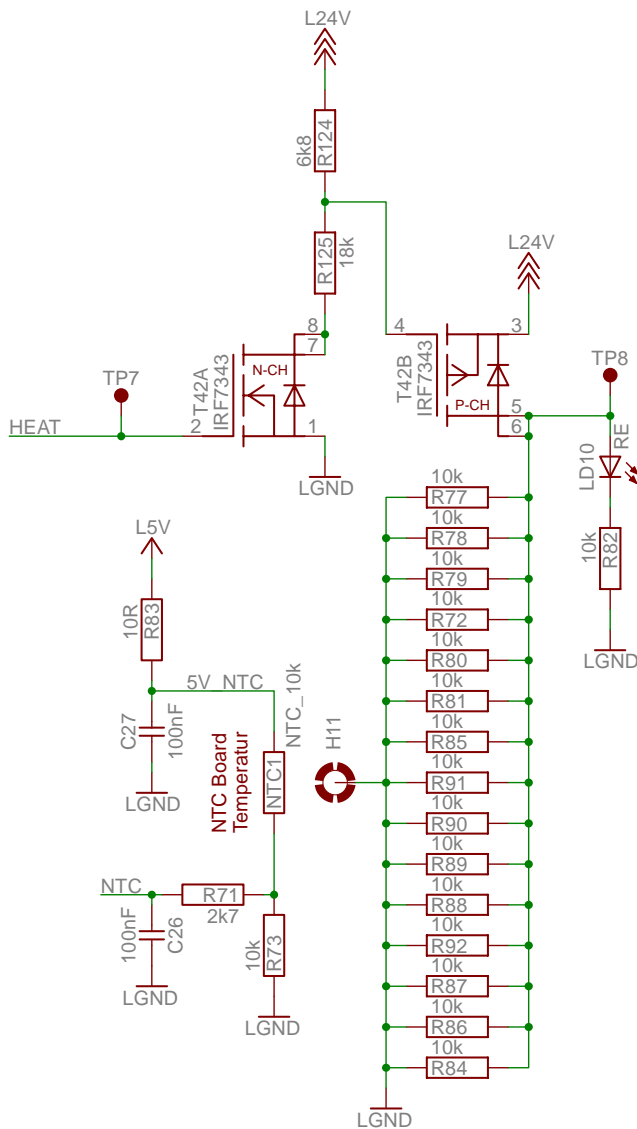 L24V
6k8
R124
R125
18k
L24V
8
7
4
3
T42A
IRF7343
N-CH
T42B
IRF7343
P-CH
TP7
TP8
HEAT
2
1
5
6
LGND
LD10
RE
10k
R82
LGND
10k
R77
10k
R78
10k
R79
10k
R72
10k
R80
10k
R81
10k
R85
10k
R91
10k
R90
10k
R89
10k
R88
10k
R92
10k
R87
10k
R86
10k
R84
LGND
L5V
10R
R83
5V_NTC
NTC_10k
C27
100nF
LGND
NTC Board
Temperatur
NTC1
H11
NTC
R71
2k7
100nF
C26
LGND
10k
R73
LGND